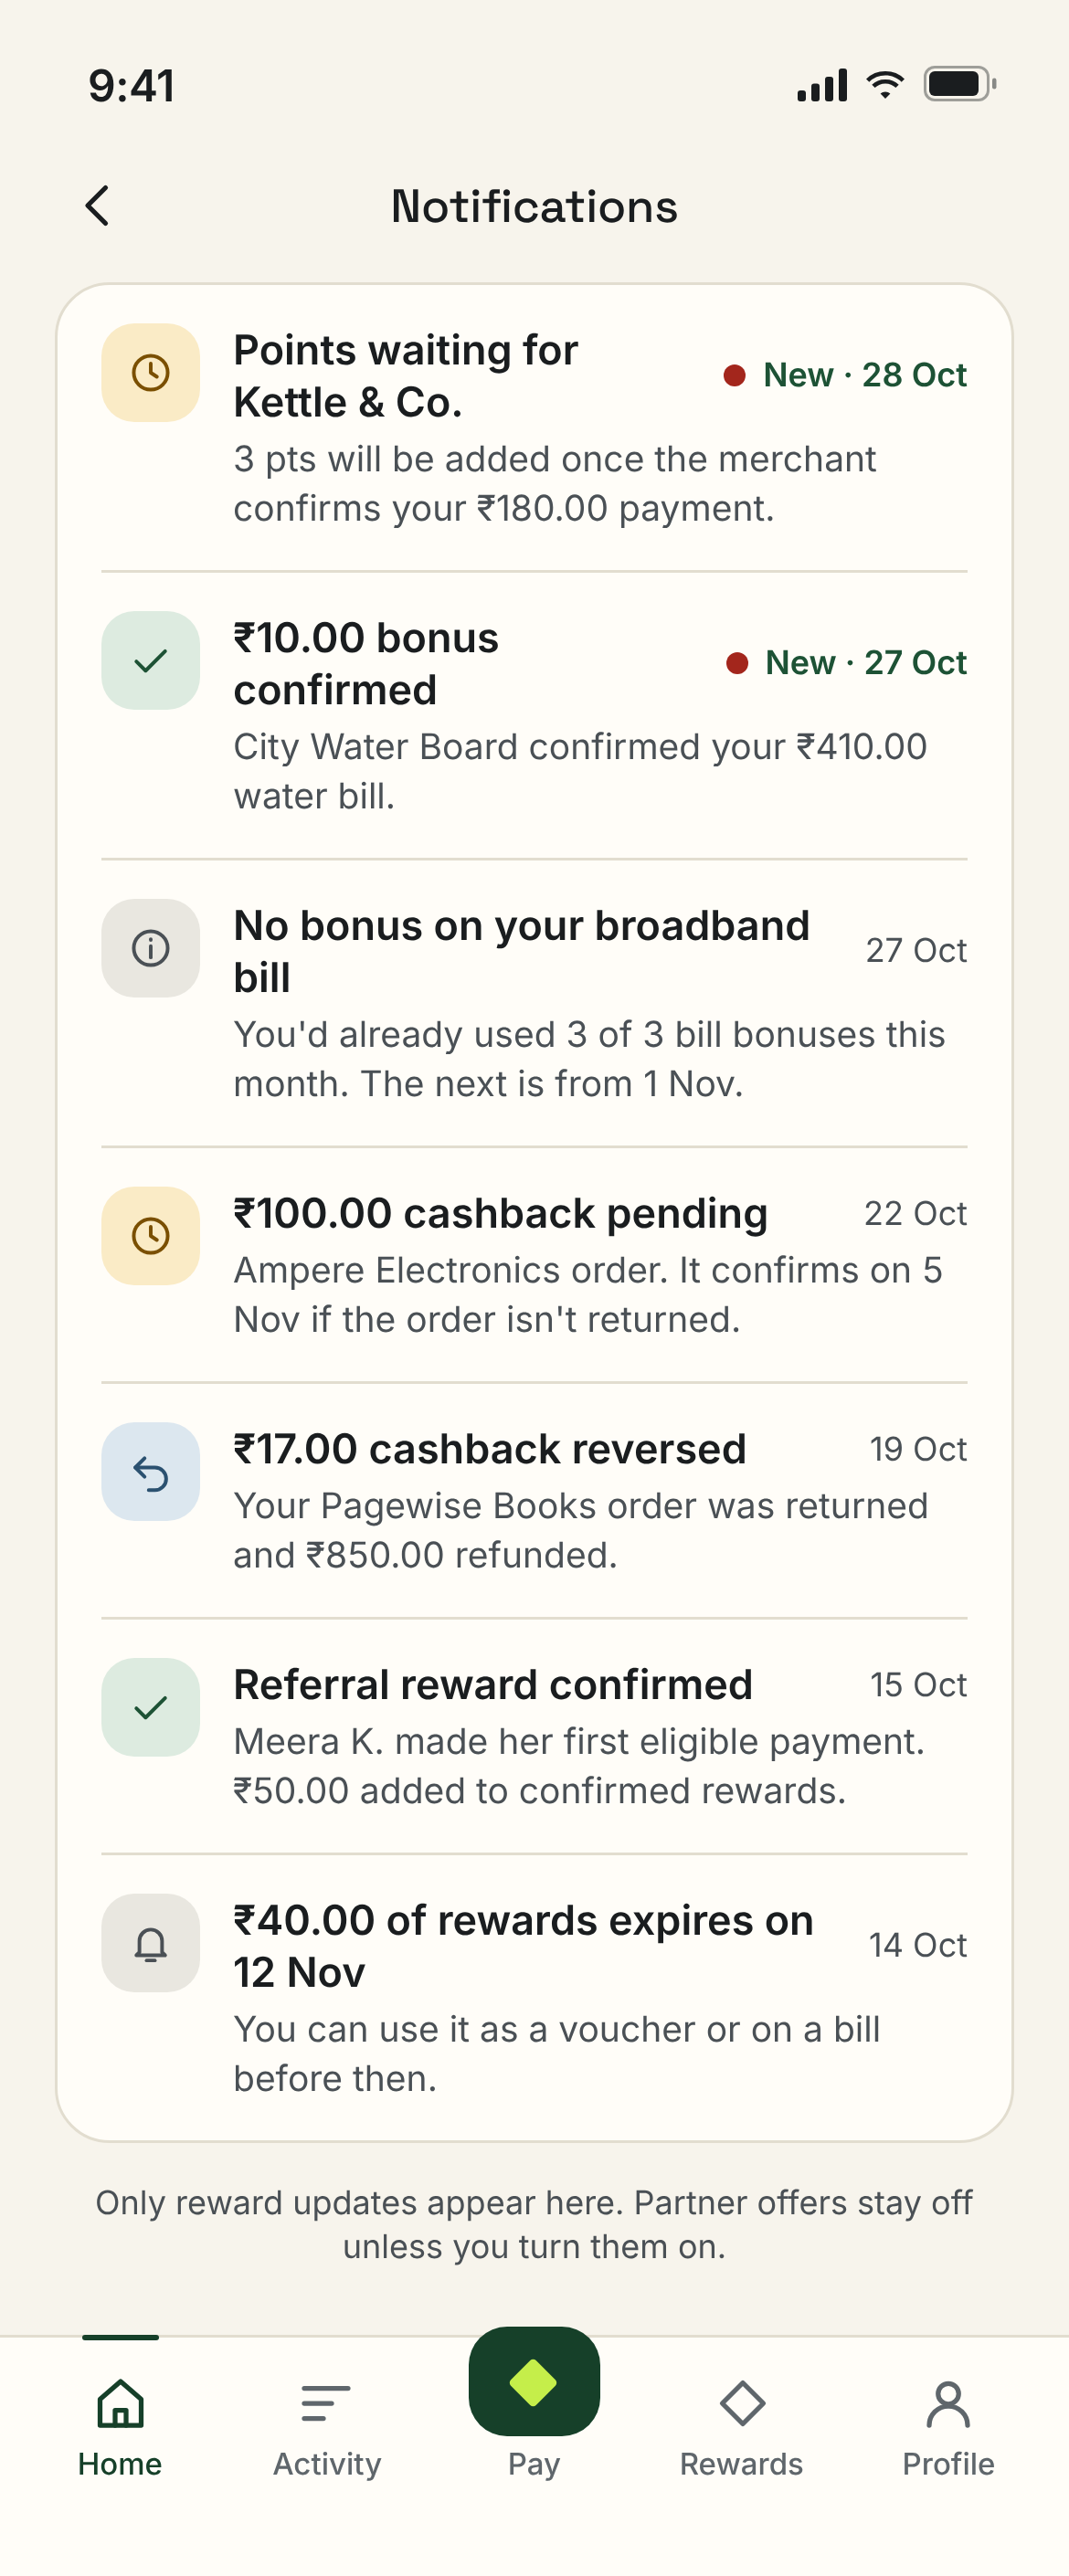 9:41
Notifications
Points waiting for
Kettle & Co.
New · 28 Oct
3 pts will be added once the merchant
confirms your ₹180.00 payment.
₹10.00 bonus
confirmed
New · 27 Oct
City Water Board confirmed your ₹410.00
water bill.
No bonus on your broadband
bill
27 Oct
You'd already used 3 of 3 bill bonuses this
month. The next is from 1 Nov.
₹100.00 cashback pending
22 Oct
Ampere Electronics order. It confirms on 5
Nov if the order isn't returned.
₹17.00 cashback reversed
19 Oct
Your Pagewise Books order was returned
and ₹850.00 refunded.
Referral reward confirmed
15 Oct
Meera K. made her first eligible payment.
₹50.00 added to confirmed rewards.
₹40.00 of rewards expires on
12 Nov
14 Oct
You can use it as a voucher or on a bill
before then.
Only reward updates appear here. Partner offers stay off
unless you turn them on.
Home
Activity
Pay
Rewards
Profile